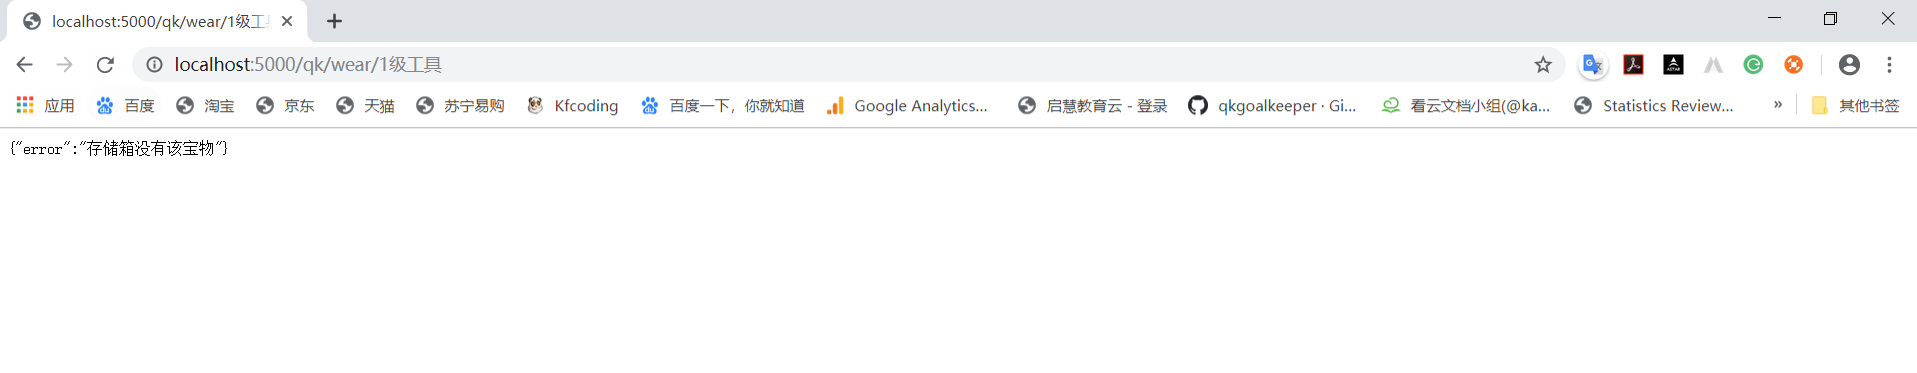 localhost:5000/qk/wear/1级工具
localhost:5000/qk/wear/1级工具
应用 百度 淘宝 京东 天猫 苏宁易购 Kfcoding 百度一下，你就知道 Google Analytics... 启慧教育云 - 登录 qkgoalkeeper · Gi... 看云文档小组(@ka... Statistics Review... » 其他书签
{"error":"存储箱没有该宝物"}